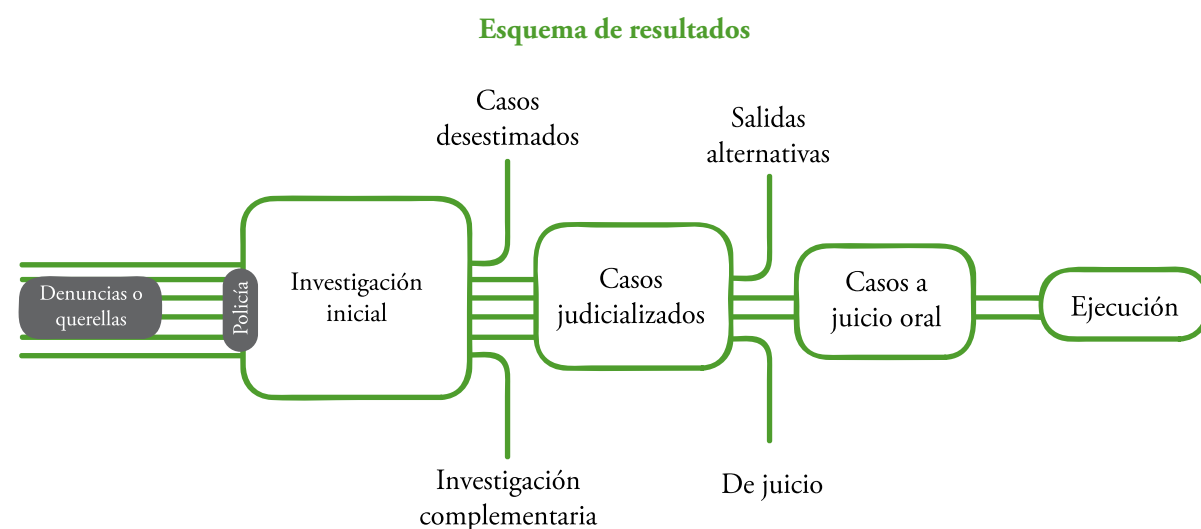 Esquema de resultados
Casos
desestimados
Salidas
alternativas
Denuncias o
querellas
Policía
Investigación
inicial
Casos
judicializados
Casos a
juicio oral
Ejecución
Investigación
complementaria
De juicio